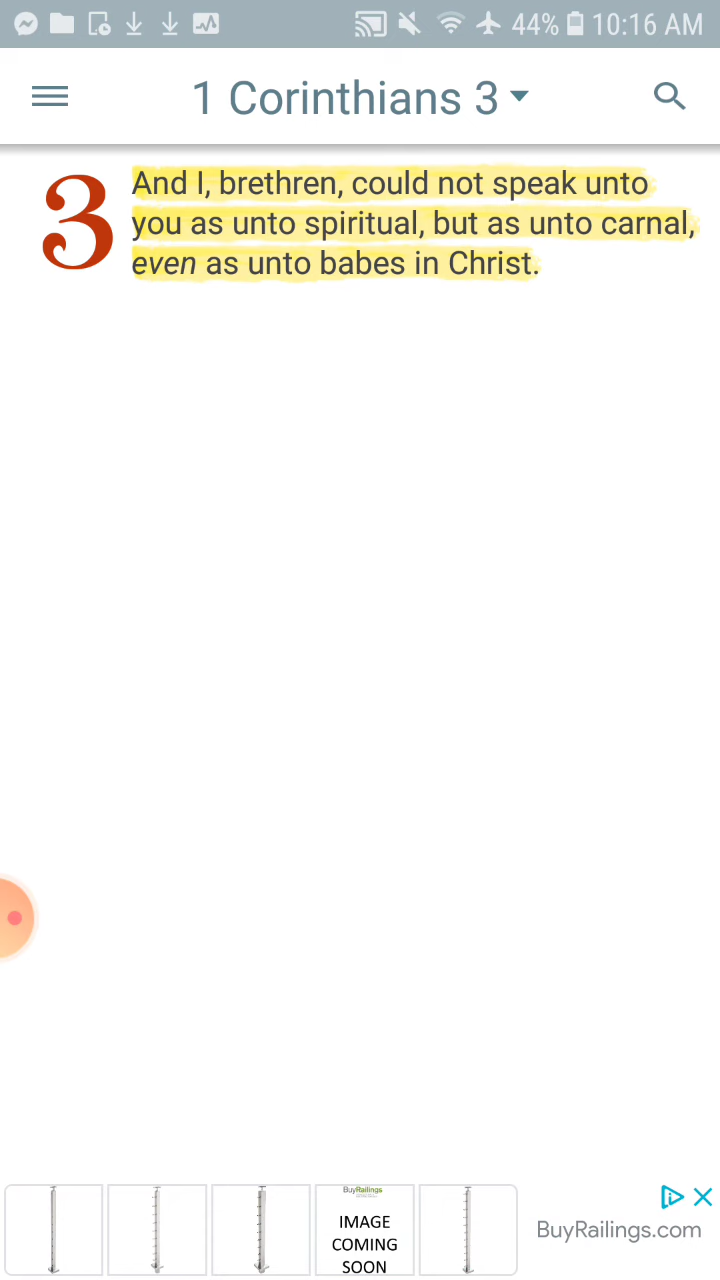 44% 10:16 AM
1 Corinthians 3
3 And I, brethren, could not speak unto
you as unto spiritual, but as unto carnal,
even as unto babes in Christ.
BuyRailings
IMAGE
COMING
SOON
BuyRailings.com